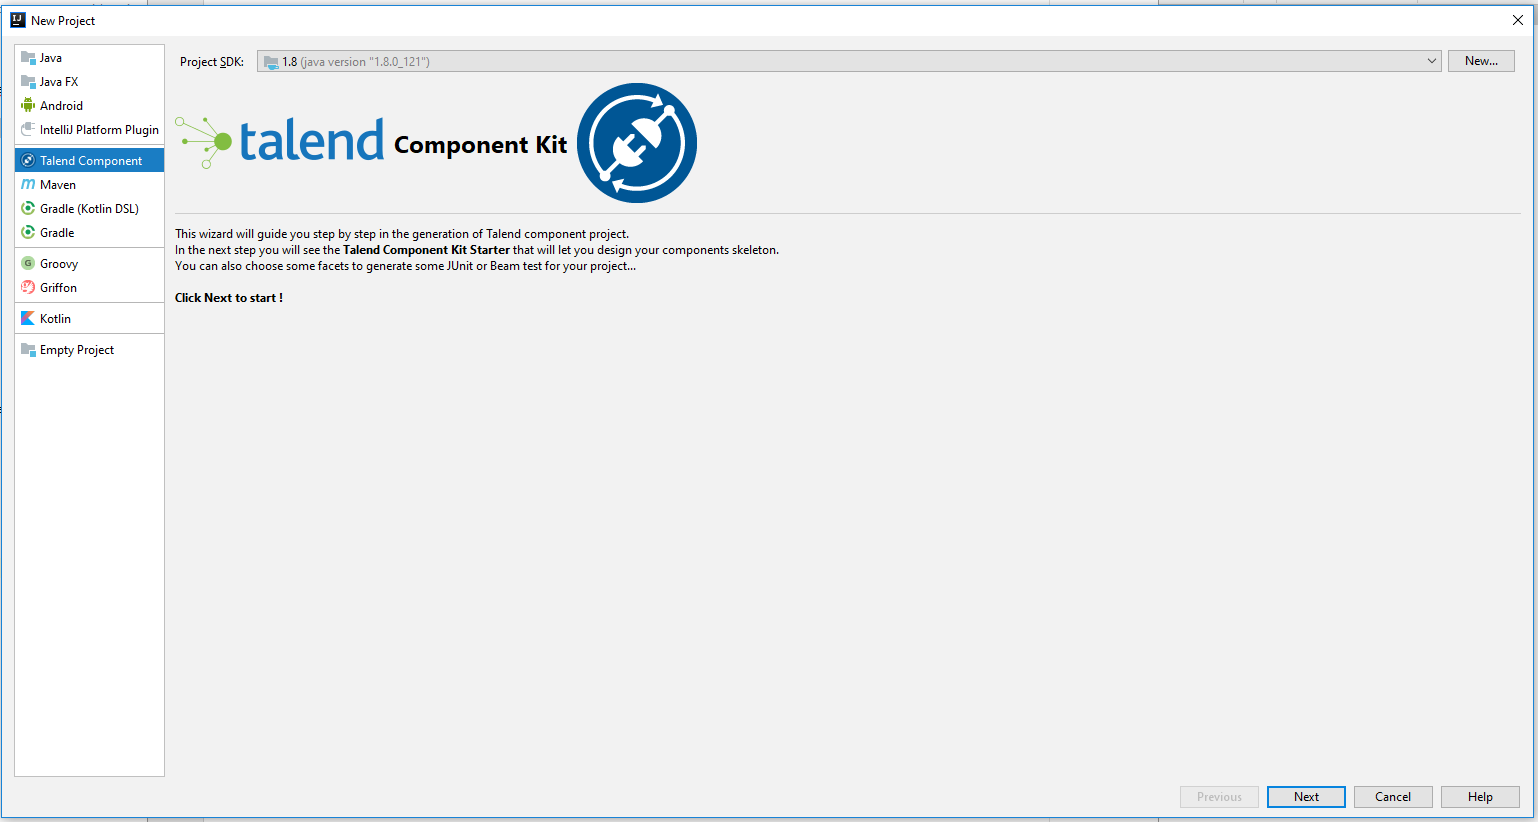 New Project
Java
Java FX
Android
IntelliJ Platform Plugin
Talend Component
Maven
Gradle (Kotlin DSL)
Gradle
Groovy
Griffon
Kotlin
Empty Project
Project SDK: 1.8 (java version "1.8.0_121") New...
talend Component Kit
This wizard will guide you step by step in the generation of Talend component project.
In the next step you will see the Talend Component Kit Starter that will let you design your components skeleton.
You can also choose some facets to generate some JUnit or Beam test for your project...
Click Next to start !
Previous Next Cancel Help